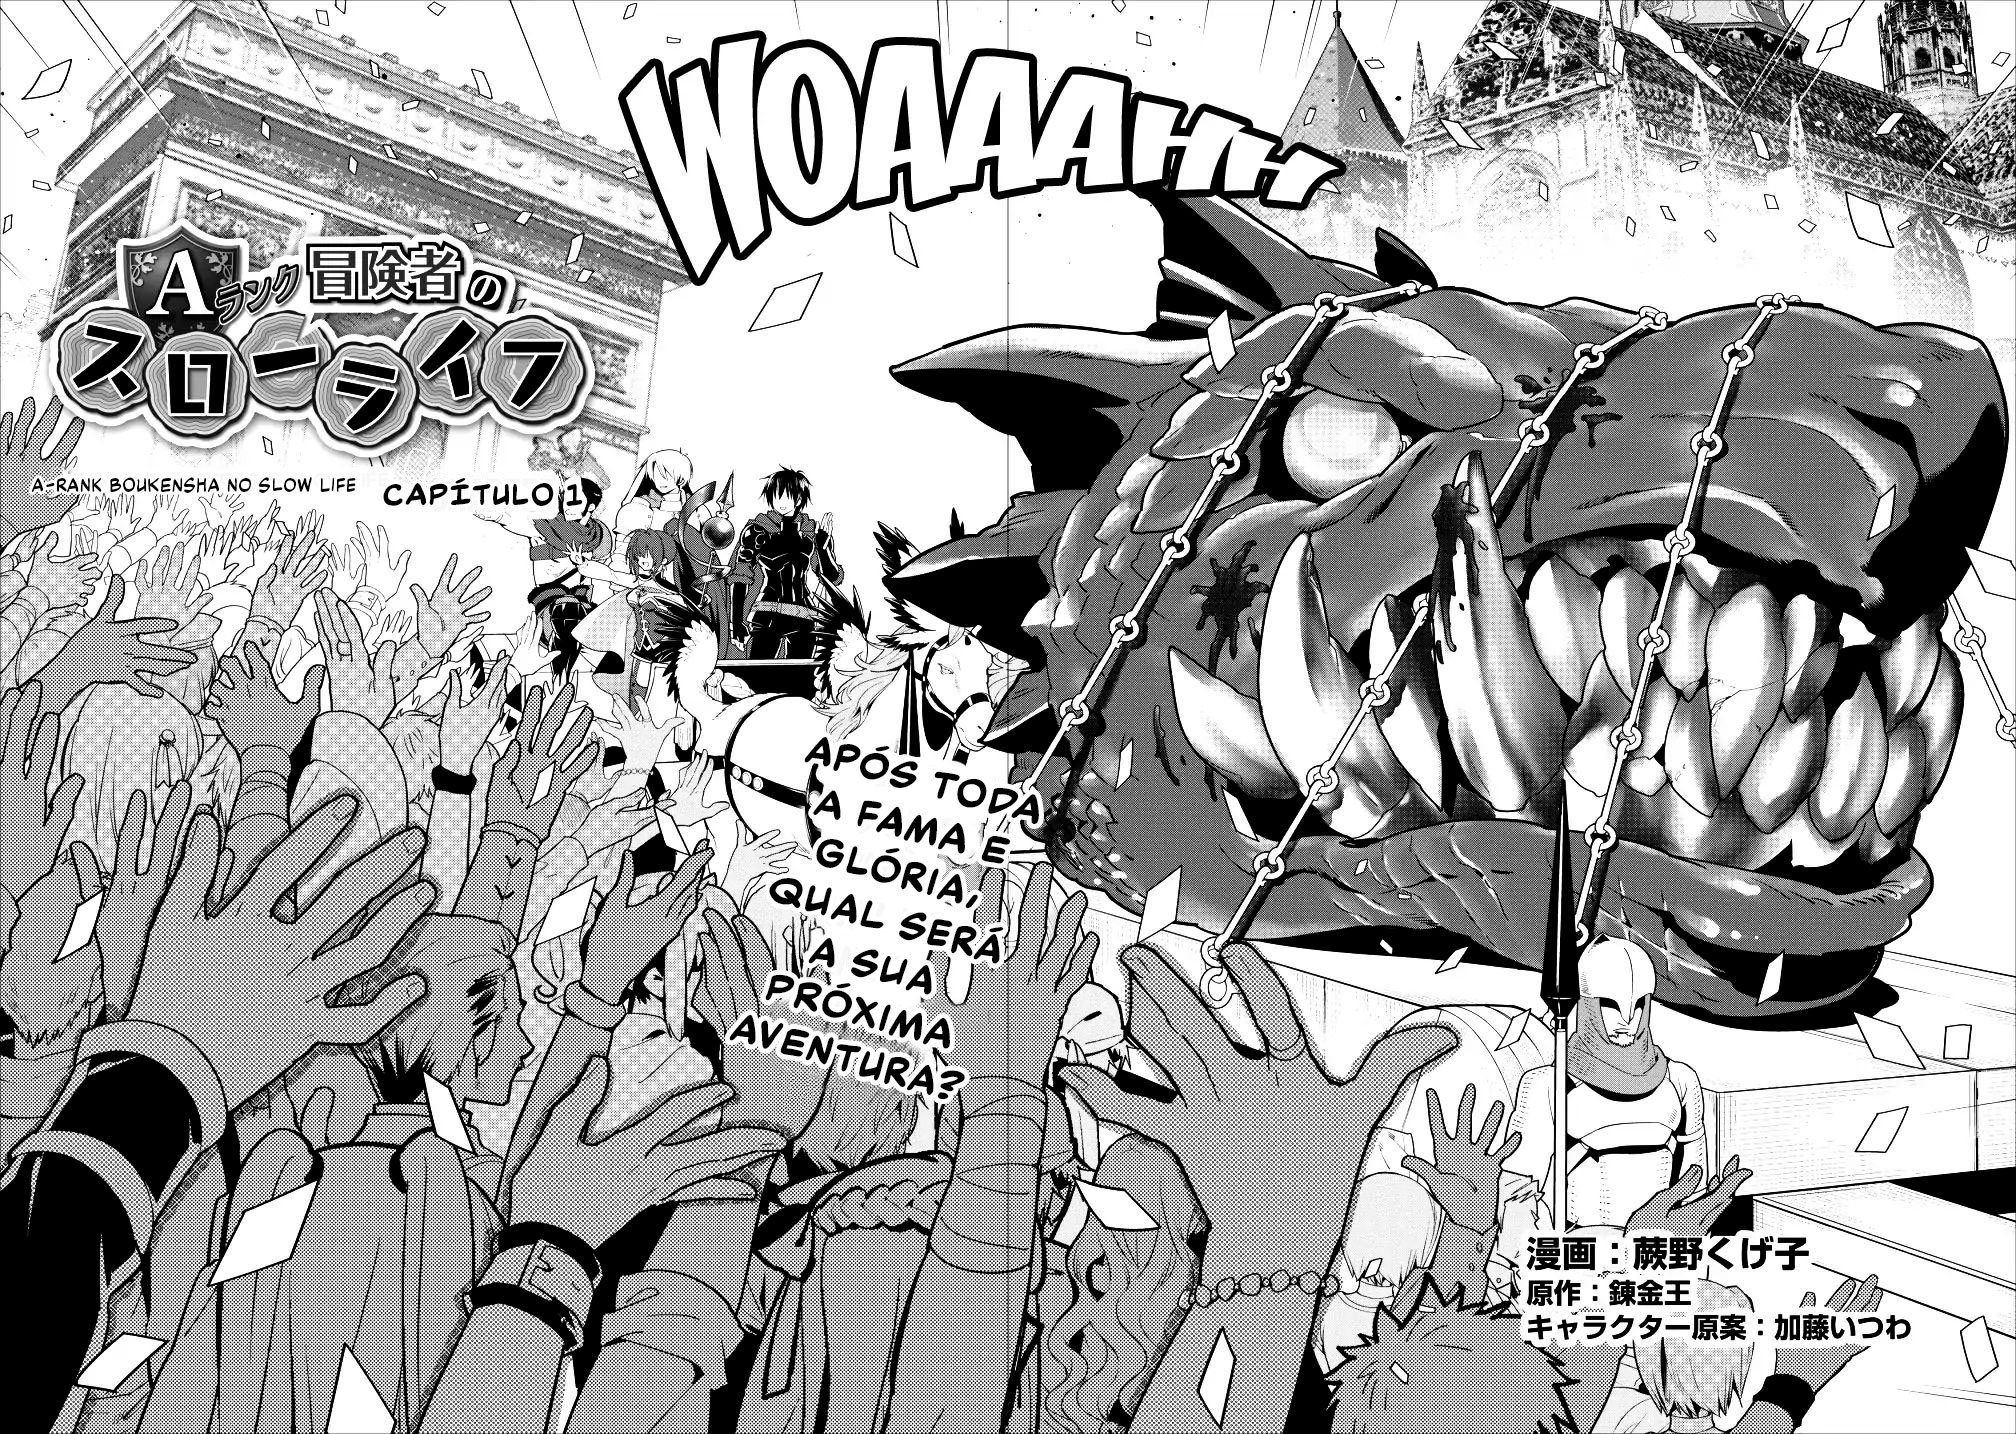 WOAAAHHH
Aランク冒険者の
スローライフ
A-RANK BOUKENSHA NO SLOW LIFE
CAPÍTULO 1
APÓS TODA
A FAMA E
GLÓRIA,
QUAL SERÁ
A SUA
PRÓXIMA
AVENTURA?
漫画：蕨野くげ子
原作：錬金王
キャラクター原案：加藤いつわ